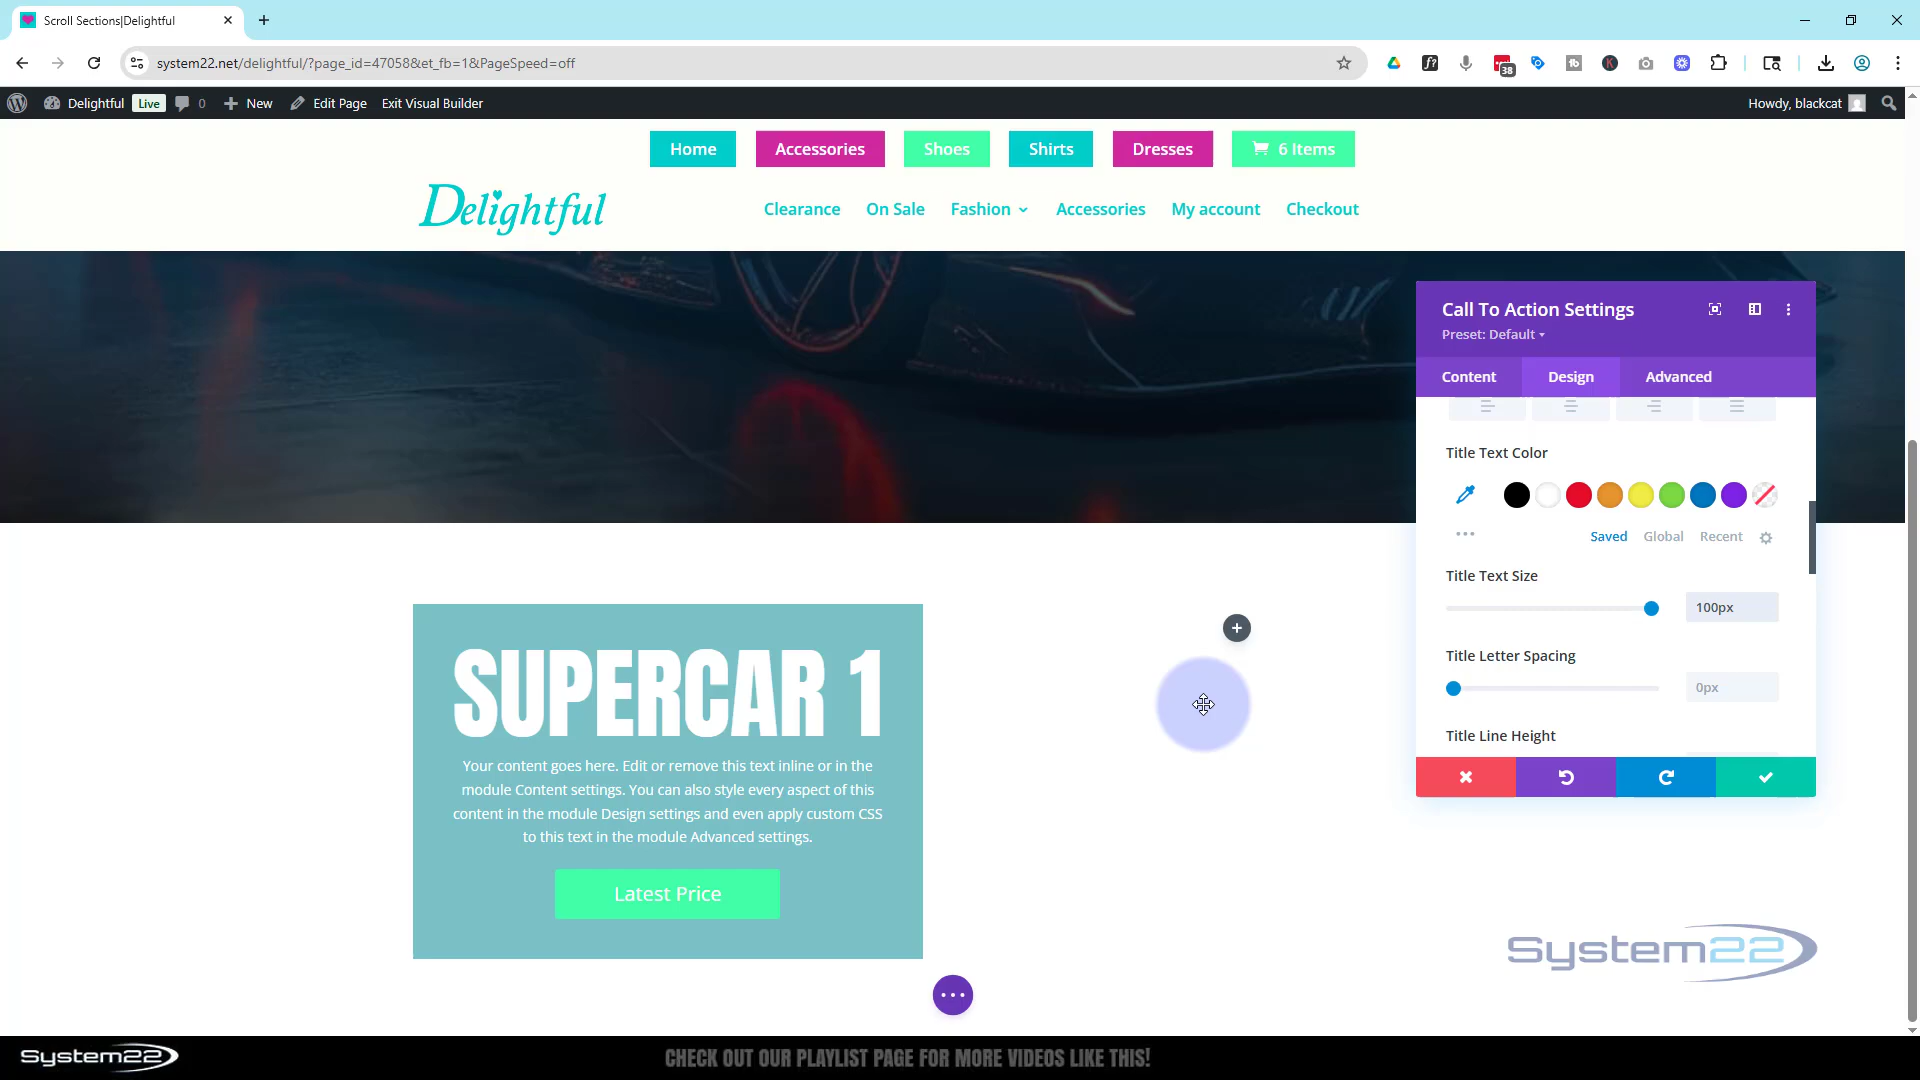 Scroll Sections|Delightful
system22.net/delightful/?page_id=47058&et_fb=1&PageSpeed=off
38
Delightful Live 0 New Edit Page Exit Visual Builder
Howdy, blackcat
Home Accessories Shoes Shirts Dresses 6 Items
Delightful
Clearance On Sale Fashion Accessories My account Checkout
Call To Action Settings
Preset: Default
Content Design Advanced
Title Text Color
Saved Global Recent
Title Text Size
100px
Title Letter Spacing
0px
Title Line Height
SUPERCAR 1
Your content goes here. Edit or remove this text inline or in the
module Content settings. You can also style every aspect of this
content in the module Design settings and even apply custom CSS
to this text in the module Advanced settings.
Latest Price
System22
System22
CHECK OUT OUR PLAYLIST PAGE FOR MORE VIDEOS LIKE THIS!